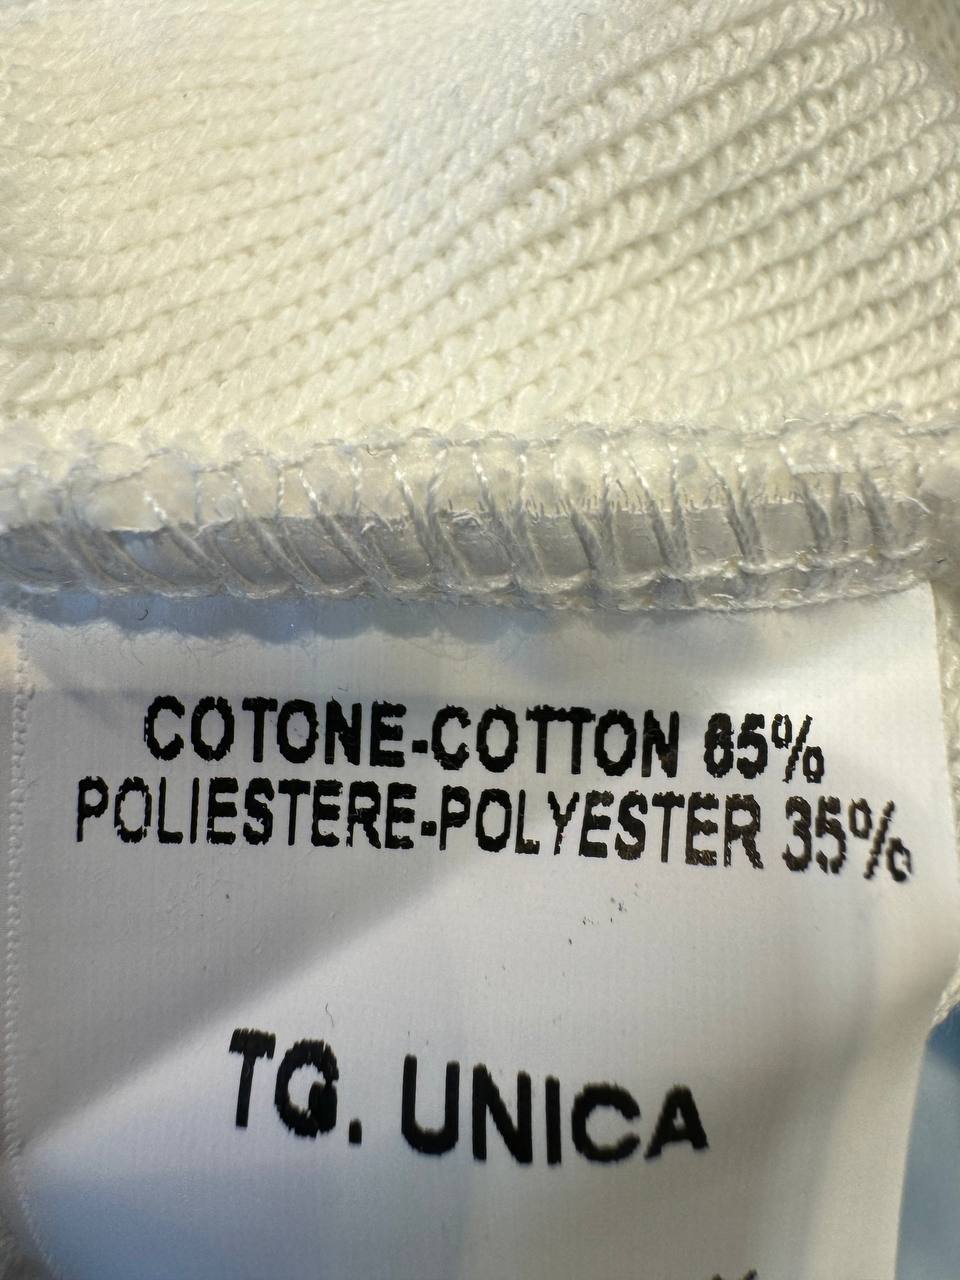 COTONE-COTTON 65%
POLIESTERE-POLYESTER 35%
TG. UNICA